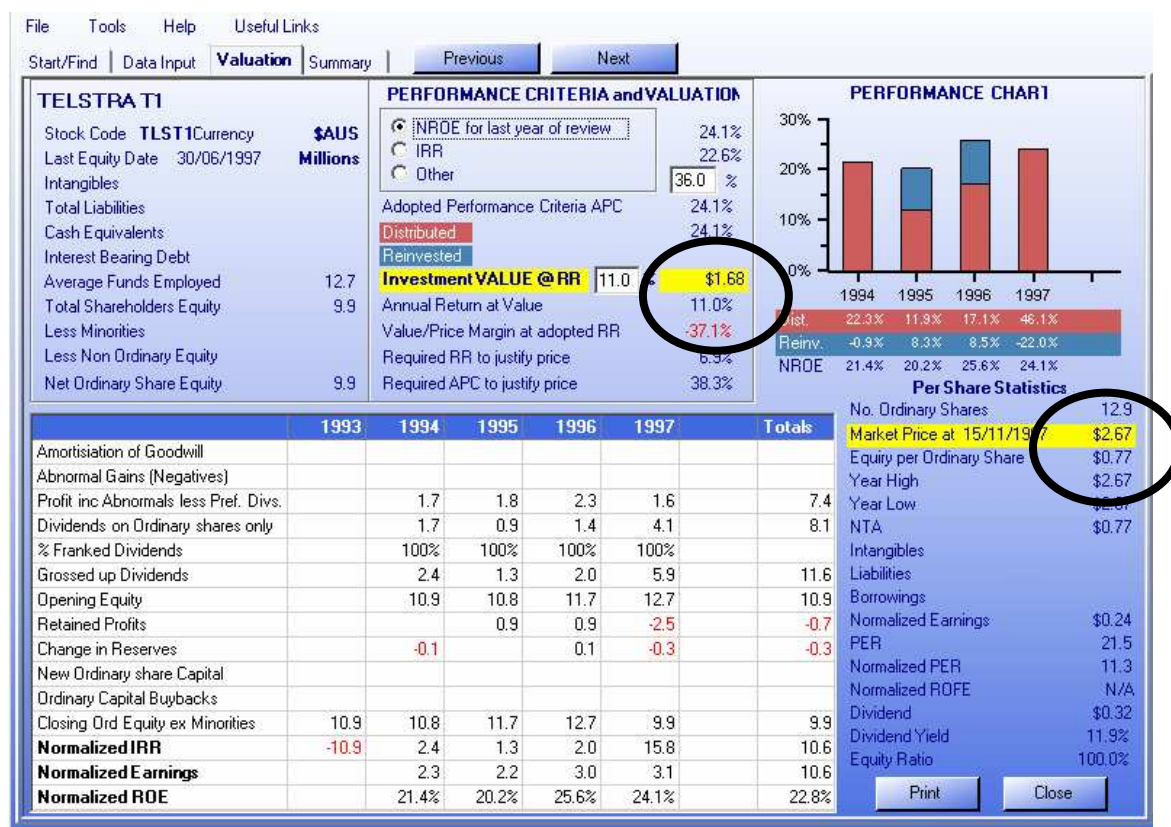 File Tools Help Useful Links
Start/Find Data Input Valuation Summary Previous Next
TELSTRA T1
Stock Code TLST1 Currency $AUS
Last Equity Date 30/06/1997 Millions
Intangibles
Total Liabilities
Cash Equivalents
Interest Bearing Debt
Average Funds Employed 12.7
Total Shareholders Equity 9.9
Less Minorities
Less Non Ordinary Equity
Net Ordinary Share Equity 9.9
PERFORMANCE CRITERIA and VALUATION
NROE for last year of review 24.1%
IRR 22.6%
Other 36.0 %
Adopted Performance Criteria APC 24.1%
Distributed 24.1%
Reinvested
Investment VALUE @ RR 11.0 % $1.68
Annual Return at Value 11.0%
Value/Price Margin at adopted RR -37.1%
Required RR to justify price 6.9%
Required APC to justify price 38.3%
PERFORMANCE CHART
30%
20%
10%
0%
1994 1995 1996 1997
Dist. 22.3% 11.9% 17.1% 46.1%
Reinv. -0.9% 8.3% 8.5% -22.0%
NROE 21.4% 20.2% 25.6% 24.1%
Per Share Statistics
No. Ordinary Shares 12.9
Market Price at 15/11/1997 $2.67
Equiry per Ordinary Share $0.77
Year High $2.67
Year Low
NTA $0.77
Intangibles
Liabilities
Borrowings
Normalized Earnings $0.24
PER 21.5
Normalized PER 11.3
Normalized ROFE N/A
Dividend $0.32
Dividend Yield 11.9%
Equity Ratio 100.0%
Print Close
1993 1994 1995 1996 1997 Totals
Amortisiation of Goodwill
Abnormal Gains (Negatives)
Profit inc Abnormals less Pref. Divs. 1.7 1.8 2.3 1.6 7.4
Dividends on Ordinary shares only 1.7 0.9 1.4 4.1 8.1
% Franked Dividends 100% 100% 100% 100%
Grossed up Dividends 2.4 1.3 2.0 5.9 11.6
Opening Equity 10.9 10.8 11.7 12.7 10.9
Retained Profits 0.9 0.9 -2.5 -0.7
Change in Reserves -0.1 0.1 -0.3 -0.3
New Ordinary share Capital
Ordinary Capital Buybacks
Closing Ord Equity ex Minorities 10.9 10.8 11.7 12.7 9.9 9.9
Normalized IRR -10.9 2.4 1.3 2.0 15.8 10.6
Normalized Earnings 2.3 2.2 3.0 3.1 10.6
Normalized ROE 21.4% 20.2% 25.6% 24.1% 22.8%